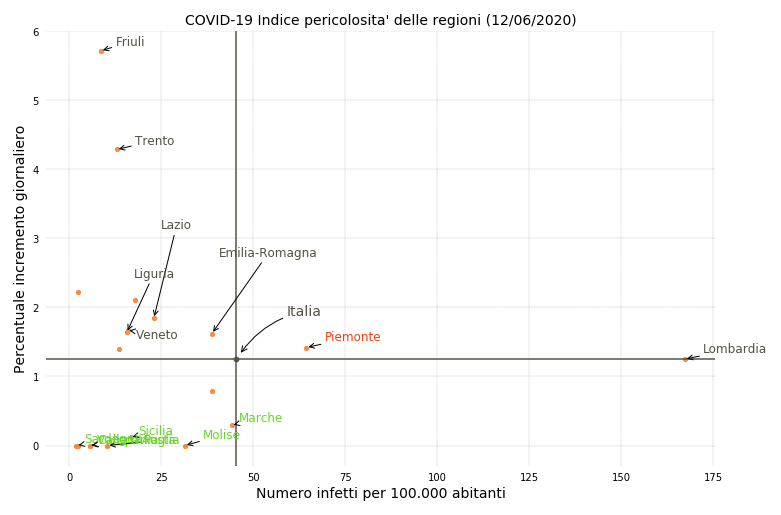 COVID-19 Indice pericolosita' delle regioni (12/06/2020)
6
Friuli
5
Trento
4
Lazio
3
Emilia-Romagna
Liguria
2
Italia
Veneto
Piemonte
Lombardia
1
Marche
Sicilia
Molise
0
0
25
50
75
100
125
150
175
Percentuale incremento giornaliero
Numero infetti per 100.000 abitanti